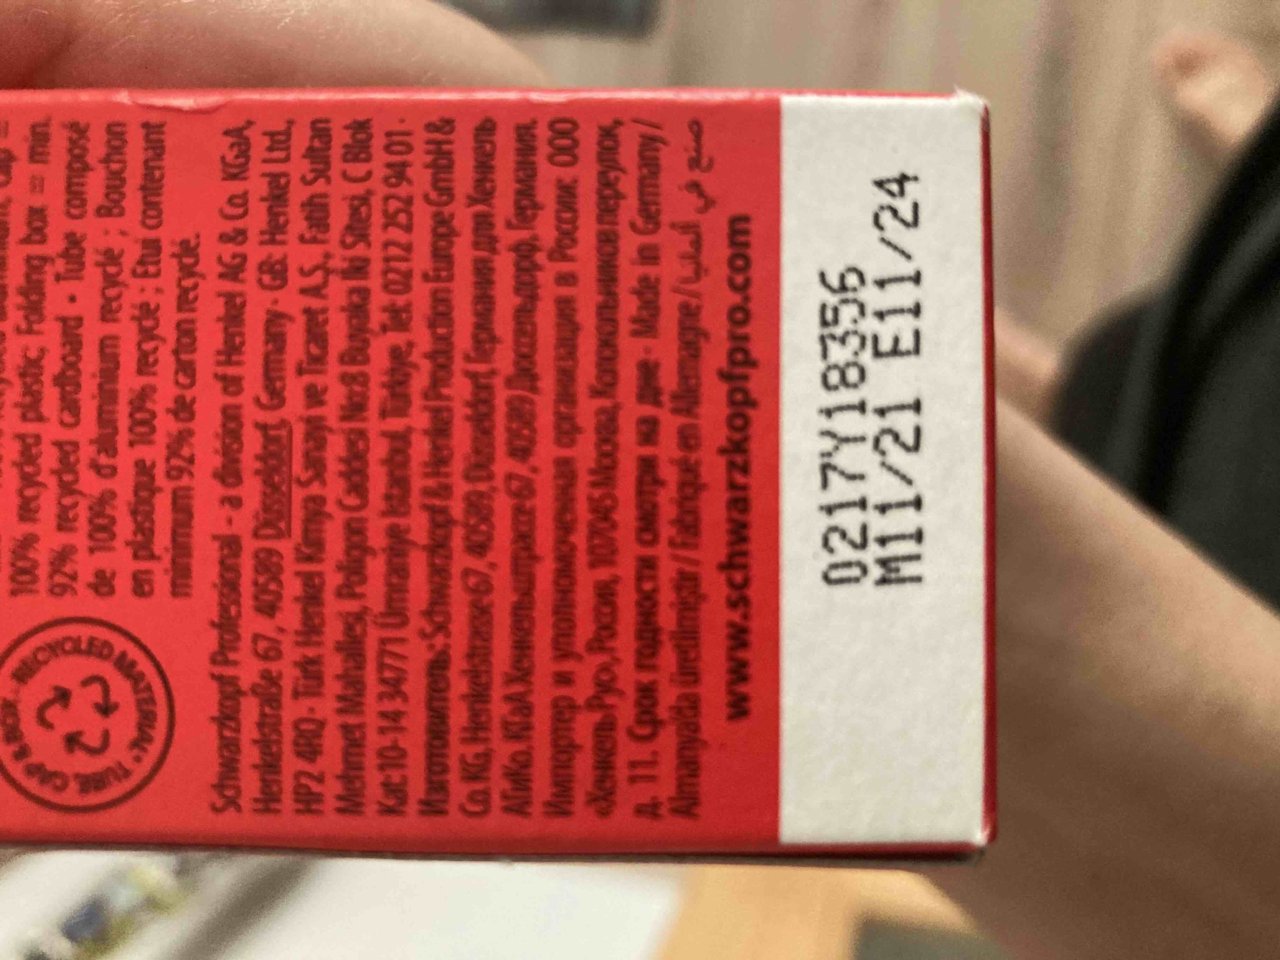 100% recycled plastic. Folding box = min.
92% recycled cardboard • Tube composé
de 100% d'aluminium recyclé ; Bouchon
en plastique 100% recyclé ; Étui contenant
minimum 92% de carton recyclé.
RECYCLED MATERIAL* TUBE, CAP & BOX
Schwarzkopf Professional - a division of Henkel AG & Co. KGaA,
Henkelstraße 67, 40589 Düsseldorf, Germany · GB: Henkel Ltd.,
HP2 4RQ · Türk Henkel Kimya Sanayi ve Ticaret A.S., Fatih Sultan
Mehmet Mahallesi, Poligon Caddesi No:8 Buyaka İki Sitesi, C Blok
Kat:10-14 34771 Ümraniye Istanbul, Türkiye, Tel: 0212 252 94 01 ·
Изготовитель: Schwarzkopf & Henkel Production Europe GmbH &
Co. KG, Henkelstrasse 67, 40589, Düsseldorf, Германия для Хенкель
АГиКо. КГаА Хенкельштрассе 67, 40589 Дюссельдорф, Германия.
Импортер и уполномоченная организация в России: ООО
«Хенкель Рус», Россия, 107045 Москва, Колокольников переулок,
д. 11. Срок годности смотри на дне · Made in Germany /
Almanya'da üretilmiştir / Fabriqué en Allemagne / صنع في ألمانيا
www.schwarzkopfpro.com
0217Y18356
M11/21 E11/24